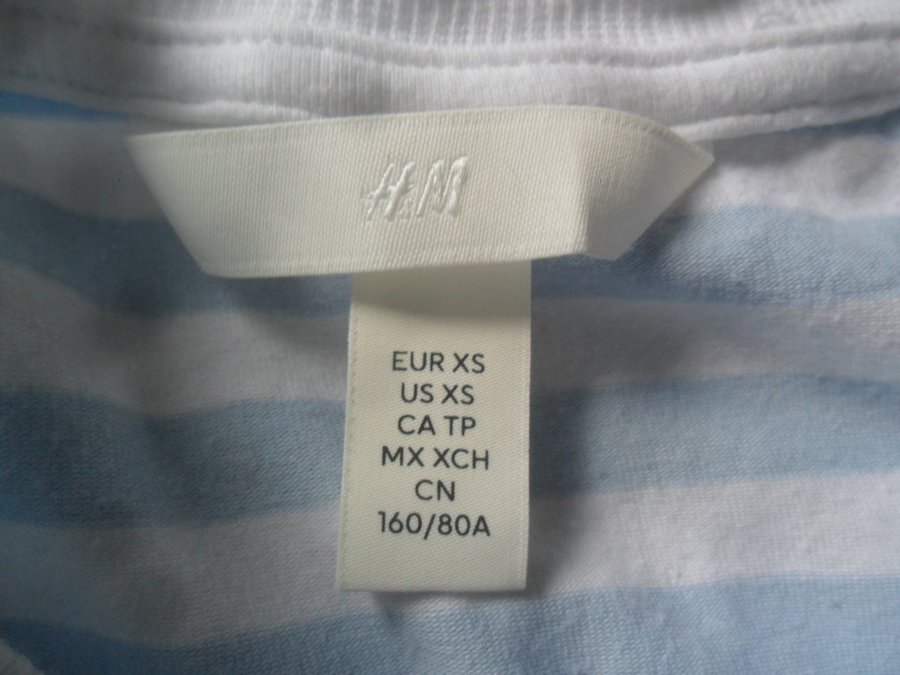 H&M
EUR XS
US XS
CA TP
MX XCH
CN
160/80A